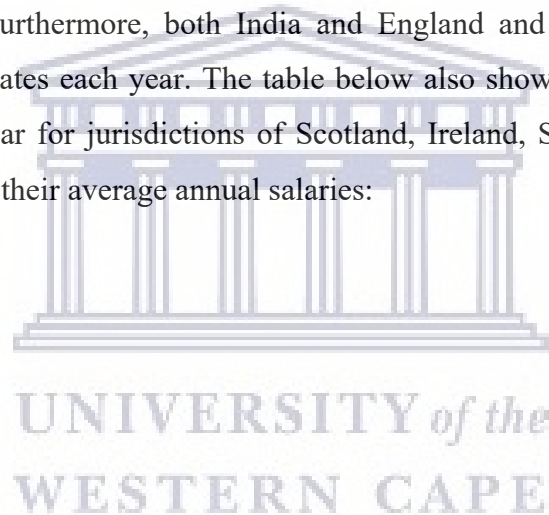 urthermore, both India and England and
ates each year. The table below also show
ar for jurisdictions of Scotland, Ireland, S
their average annual salaries:
UNIVERSITY of the
WESTERN CAPE